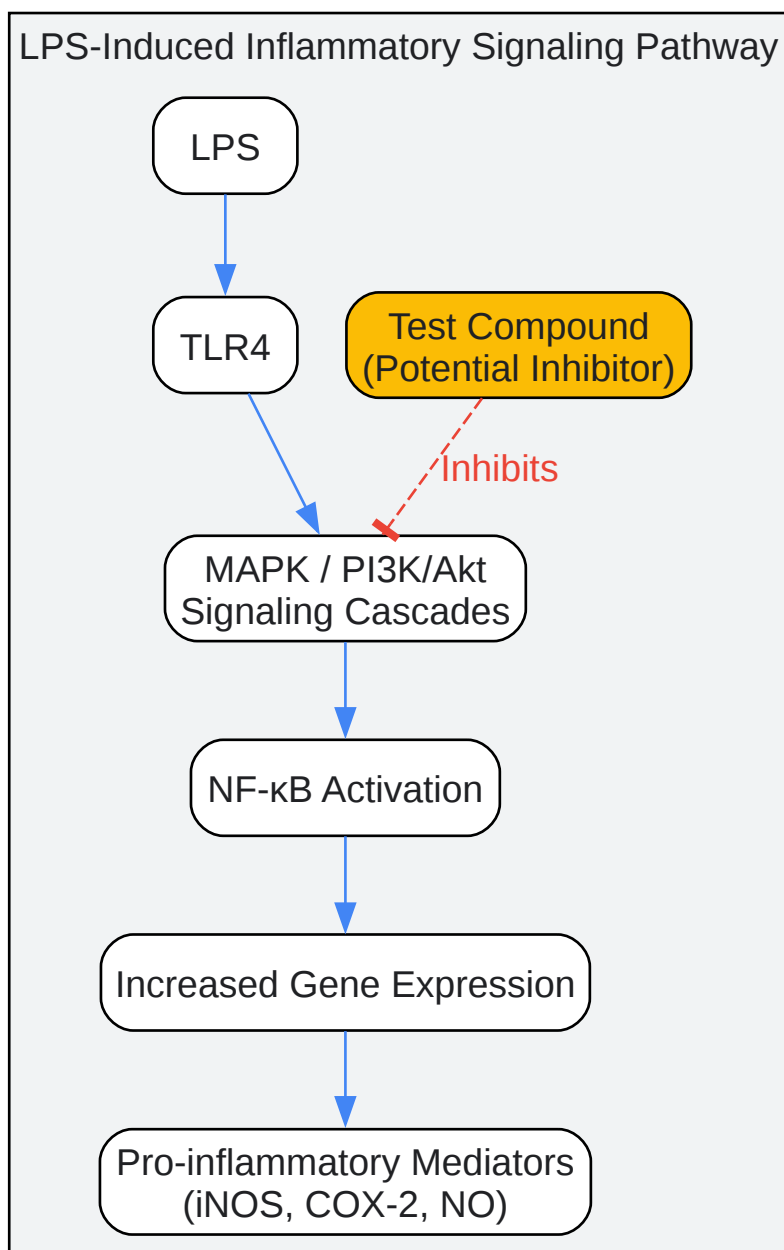 LPS-Induced Inflammatory Signaling Pathway
LPS
TLR4
Test Compound
(Potential Inhibitor)
Inhibits
MAPK / PI3K/Akt
Signaling Cascades
NF-κB Activation
Increased Gene Expression
Pro-inflammatory Mediators
(iNOS, COX-2, NO)